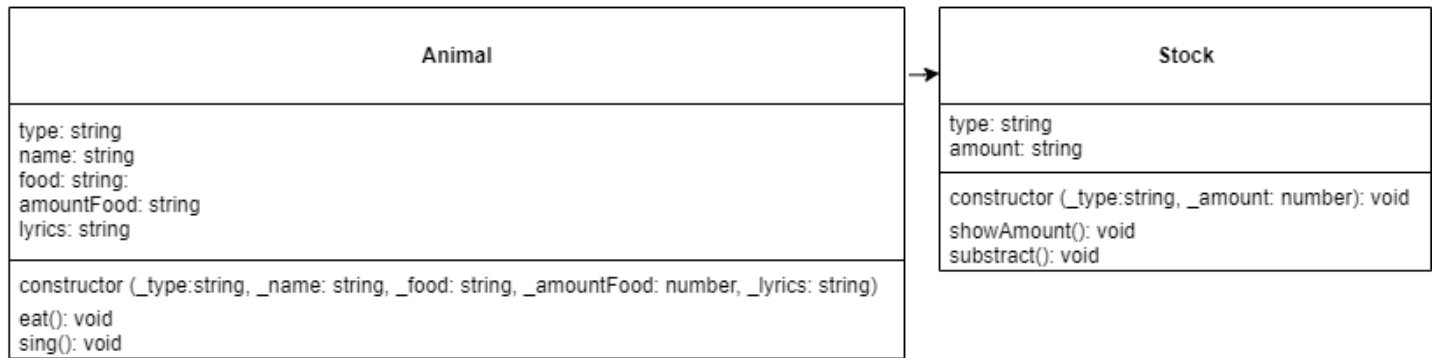 Animal
type: string
name: string
food: string:
amountFood: string
lyrics: string
constructor (_type:string, _name: string, _food: string, _amountFood: number, _lyrics: string)
eat(): void
sing(): void
Stock
type: string
amount: string
constructor (_type:string, _amount: number): void
showAmount(): void
substract(): void